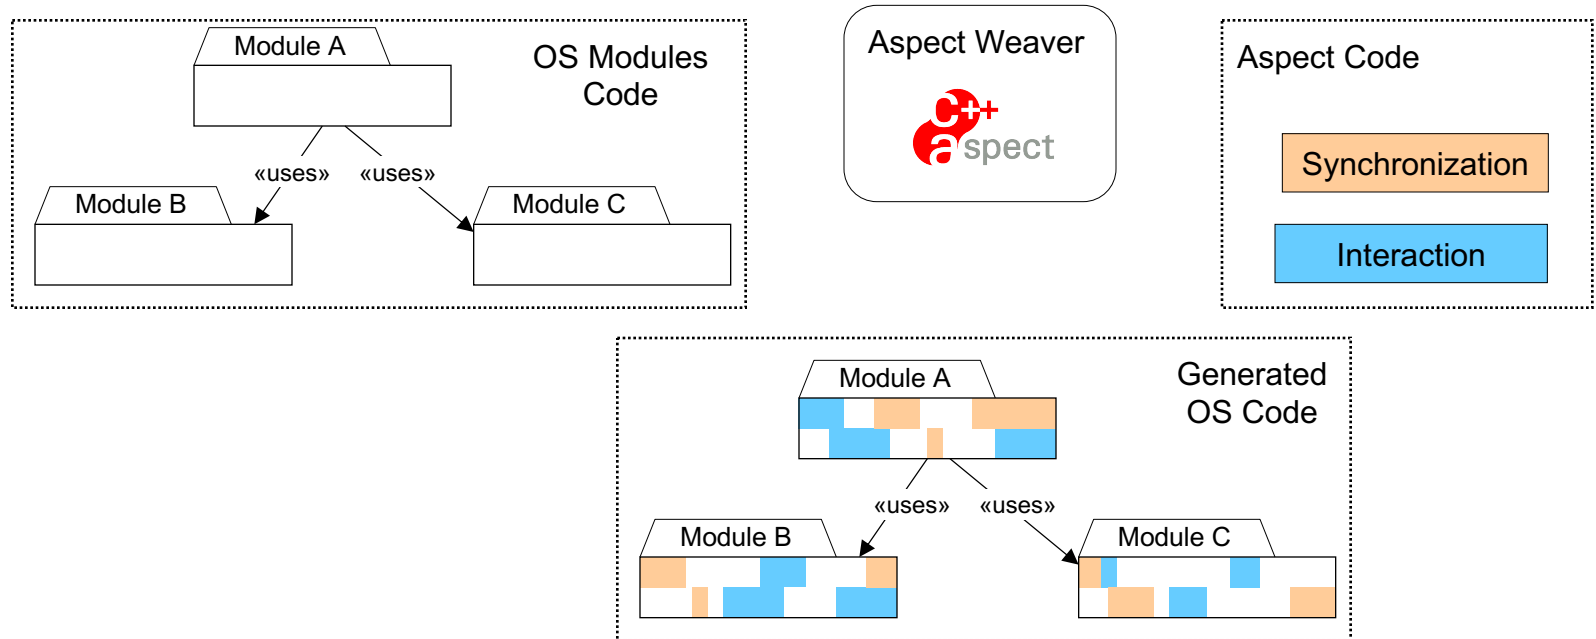 Module A
OS Modules
Code
«uses» «uses»
Module B
Module C
Aspect Weaver
c++
aspect
Aspect Code
Synchronization
Interaction
Module A
Generated
OS Code
«uses» «uses»
Module B
Module C